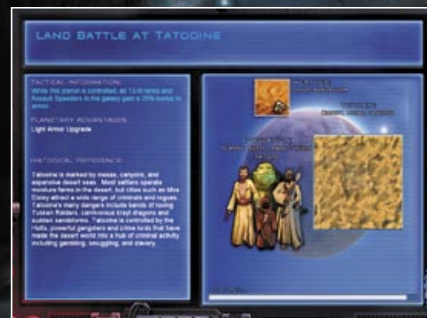 LAND BATTLE AT TATOOINE
TACTICAL INFORMATION:
While this planet is controlled, all T2-B tanks and
Assault Speeders in the galaxy gain a 25% bonus to
armor.
PLANETARY ADVANTAGES:
Light Armor Upgrade
HISTORICAL REFERENCE:
Tatooine is marked by mesas, canyons, and
expansive desert seas. Most settlers operate
moisture farms in the desert, but cities such as Mos
Eisley attract a wide range of criminals and rogues.
Tatooine's many dangers include bands of roving
Tusken Raiders, carnivorous krayt dragons and
sudden sandstorms. Tatooine is controlled by the
Hutts, powerful gangsters and crime lords that have
made the desert world into a hub of criminal activity
including gambling, smuggling, and slavery.